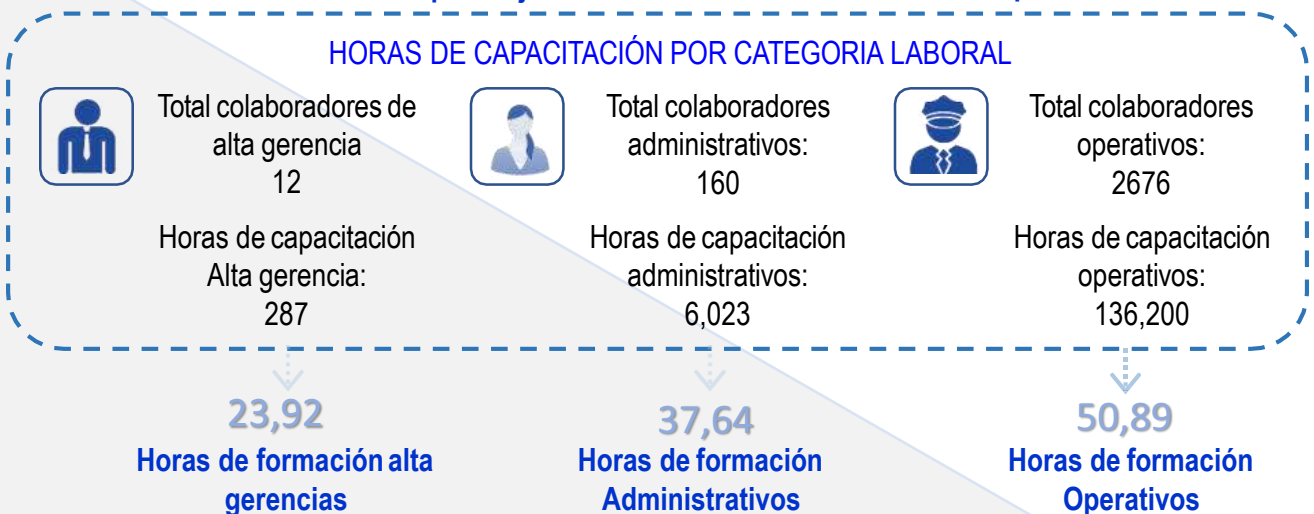 HORAS DE CAPACITACIÓN POR CATEGORIA LABORAL
Total colaboradores de
alta gerencia
12
Horas de capacitación
Alta gerencia:
287
Total colaboradores
administrativos:
160
Horas de capacitación
administrativos:
6,023
Total colaboradores
operativos:
2676
Horas de capacitación
operativos:
136,200
23,92
Horas de formación alta
gerencias
37,64
Horas de formación
Administrativos
50,89
Horas de formación
Operativos